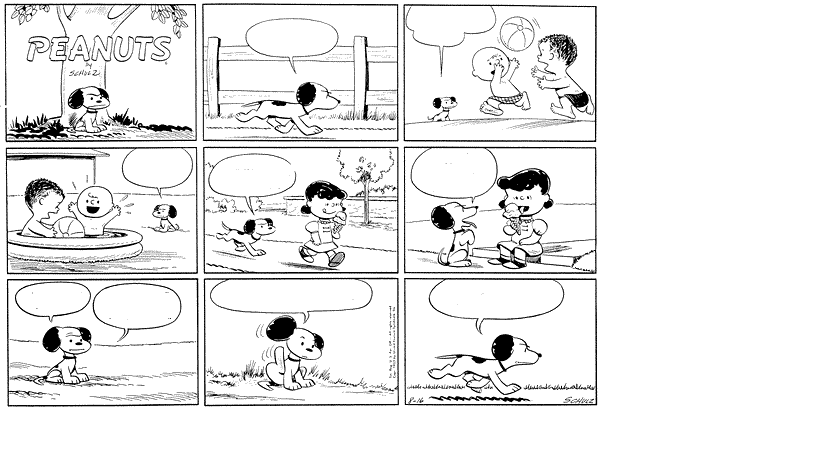 PEANUTS
by
SCHULZ
8-16
SCHULZ